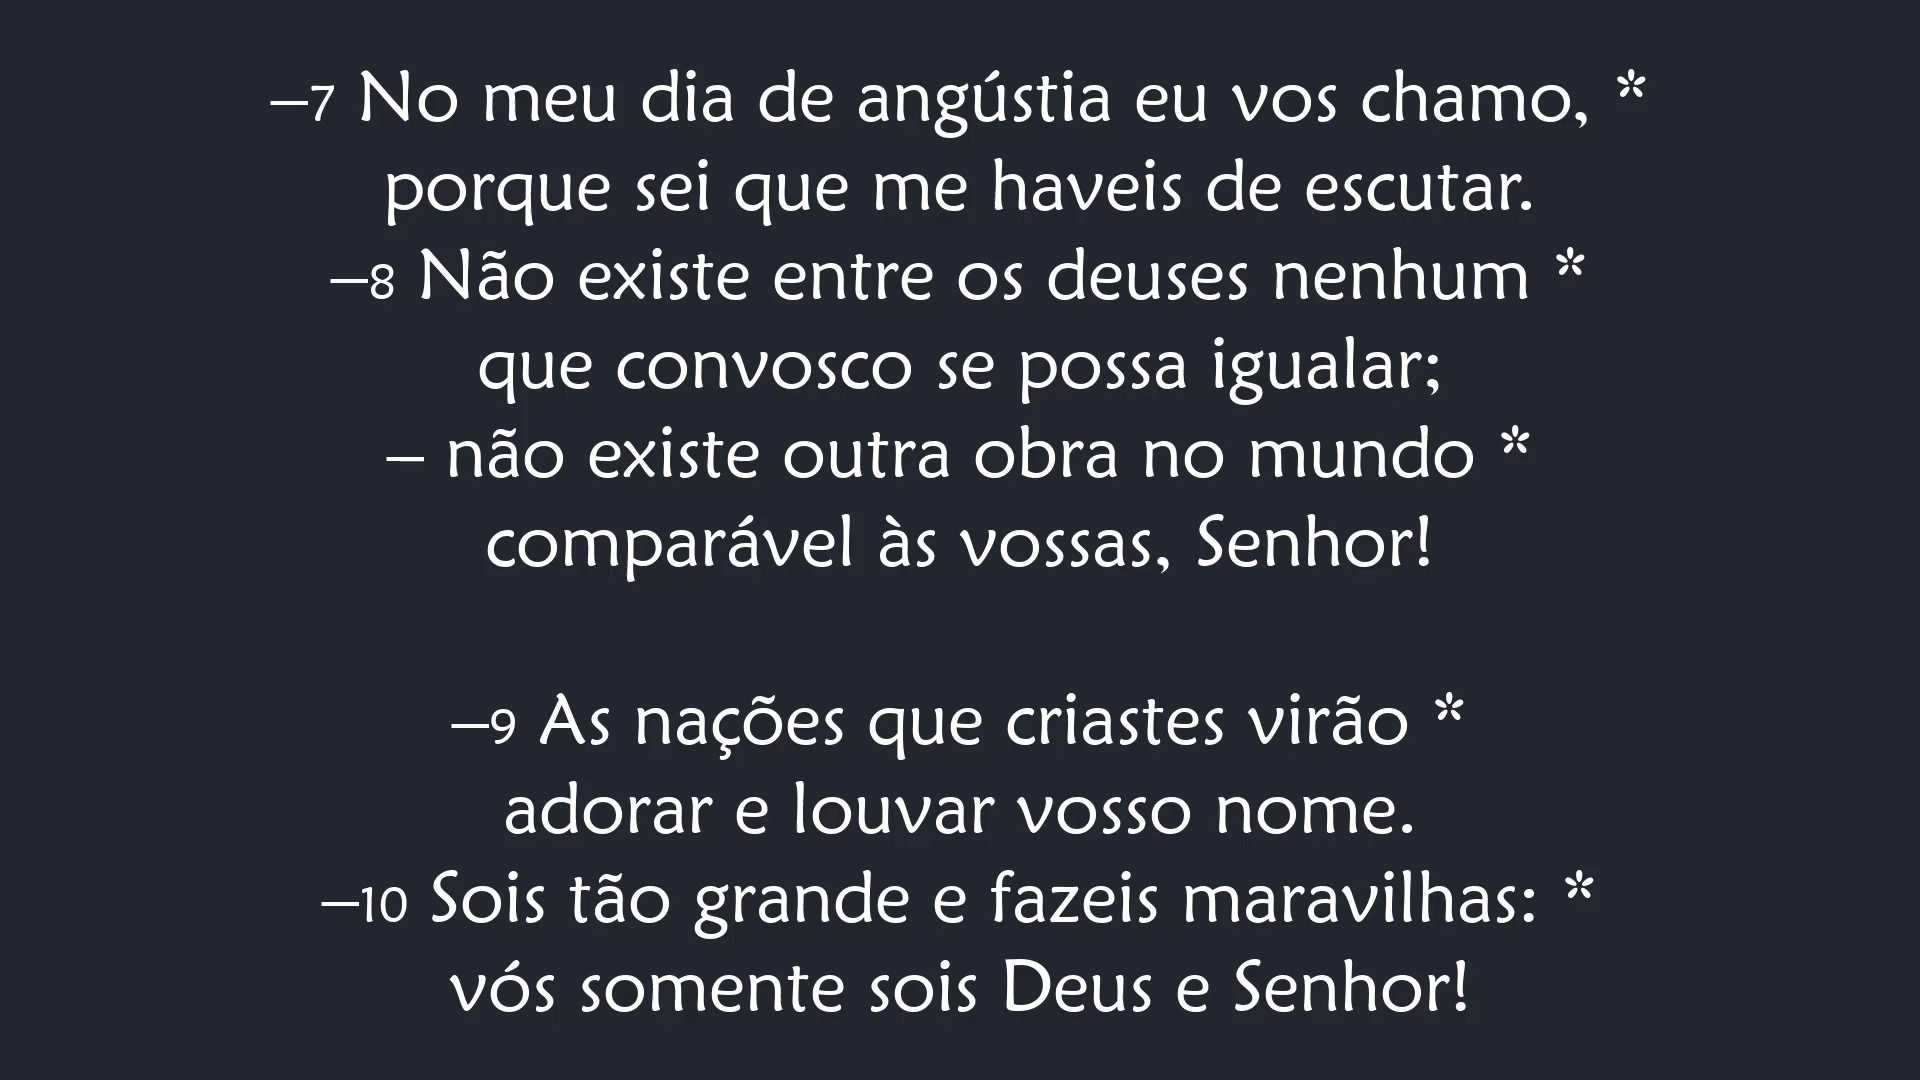 –7 No meu dia de angústia eu vos chamo, *
porque sei que me haveis de escutar.
–8 Não existe entre os deuses nenhum *
que convosco se possa igualar;
– não existe outra obra no mundo *
comparável às vossas, Senhor!
–9 As nações que criastes virão *
adorar e louvar vosso nome.
–10 Sois tão grande e fazeis maravilhas: *
vós somente sois Deus e Senhor!